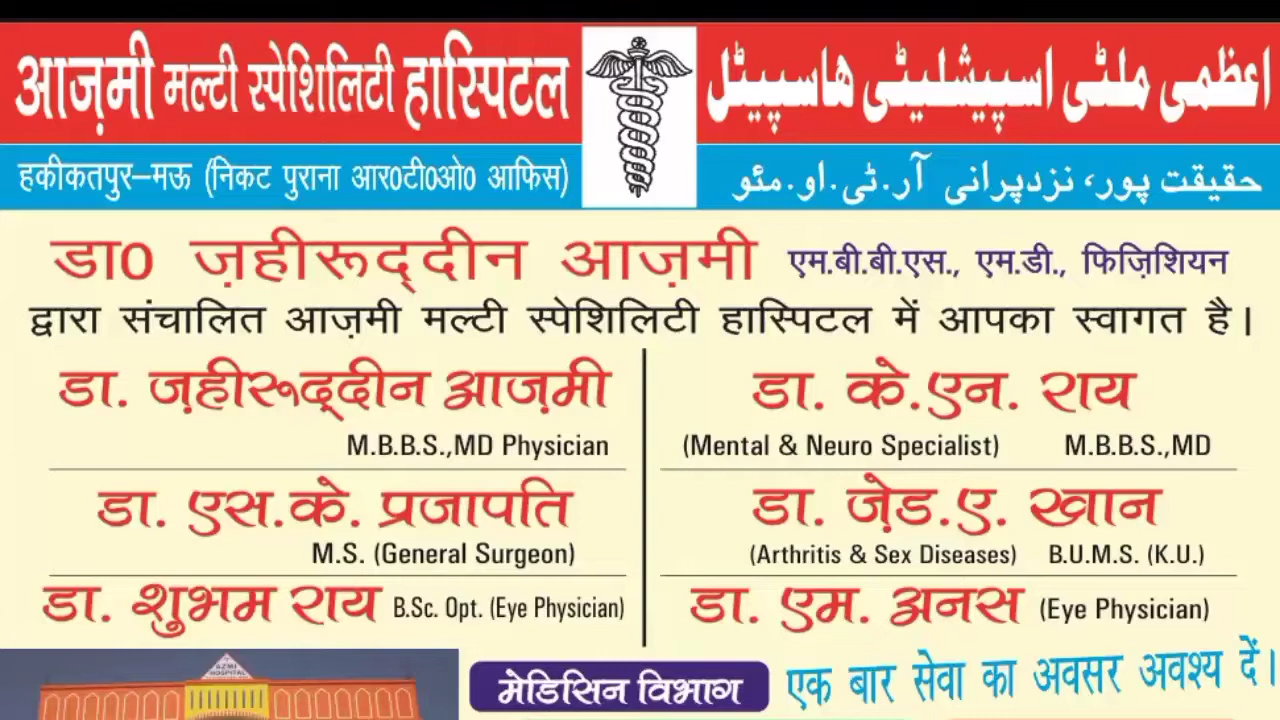 आज़मी मल्टी स्पेशिलिटी हास्पिटल
اعظمی ملٹی اسپیشلیٹی ھاسپیٹل
हकीकतपुर–मऊ (निकट पुराना आर0टी0ओ0 आफिस)
حقیقت پور، نزدپرانی آر.ٹی.او.مئو
डा0 ज़हीरूद्दीन आज़मी एम.बी.बी.एस., एम.डी., फिज़िशियन
द्वारा संचालित आज़मी मल्टी स्पेशिलिटी हास्पिटल में आपका स्वागत है।
डा. ज़हीरूद्दीन आज़मी
M.B.B.S.,MD Physician
डा. के.एन. राय
(Mental & Neuro Specialist) M.B.B.S.,MD
डा. एस.के. प्रजापति
M.S. (General Surgeon)
डा. ज़ेड.ए. खान
(Arthritis & Sex Diseases) B.U.M.S. (K.U.)
डा. शुभम राय B.Sc. Opt. (Eye Physician)
डा. एम. अनस (Eye Physician)
AZMI
HOSPITAL
मेडिसिन विभाग
एक बार सेवा का अवसर अवश्य दें।